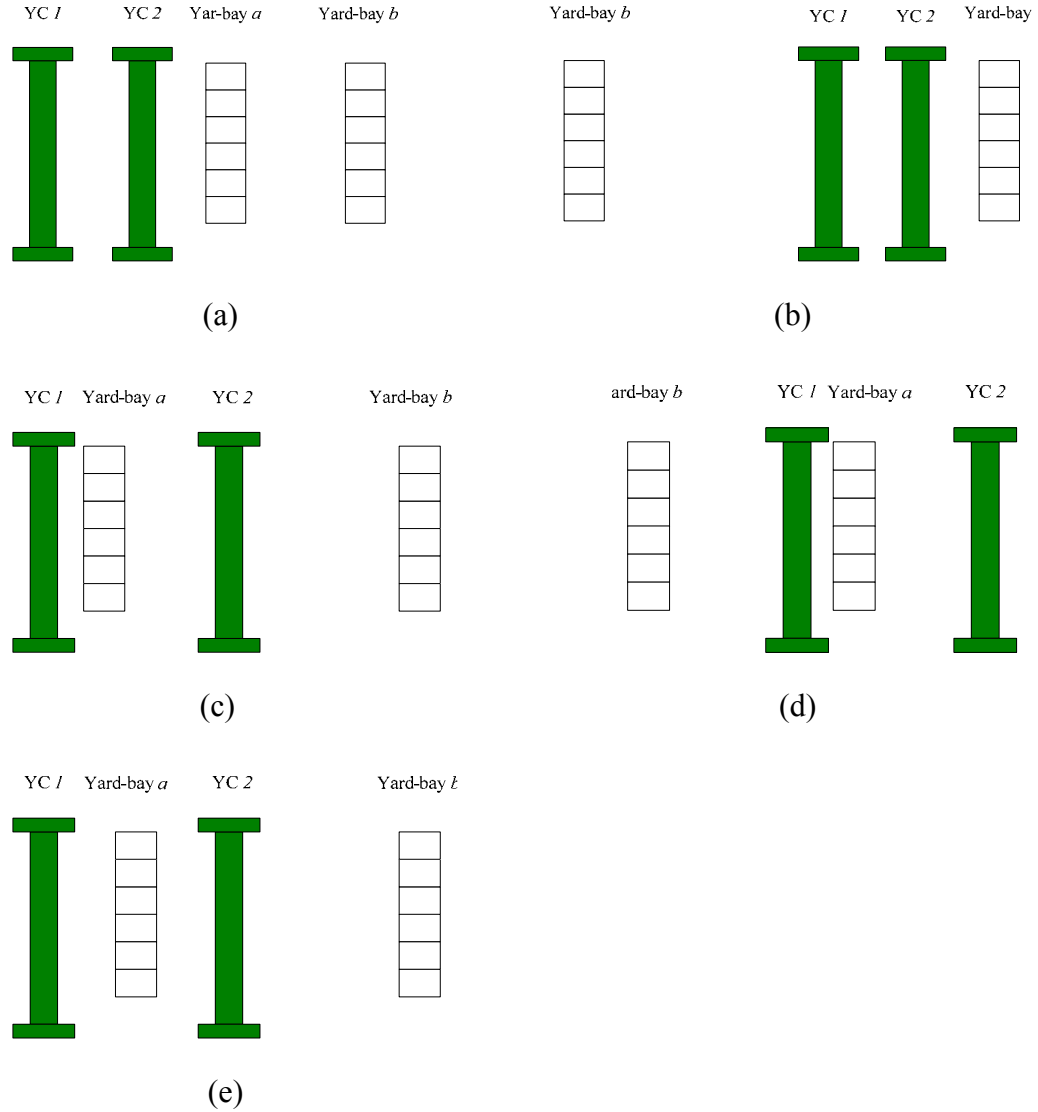 YC 1 YC 2 Yar-bay a Yard-bay b Yard-bay b YC 1 YC 2 Yard-bay
(a) (b)
YC 1 Yard-bay a YC 2 Yard-bay b ard-bay b YC 1 Yard-bay a YC 2
(c) (d)
YC 1 Yard-bay a YC 2 Yard-bay
(e)